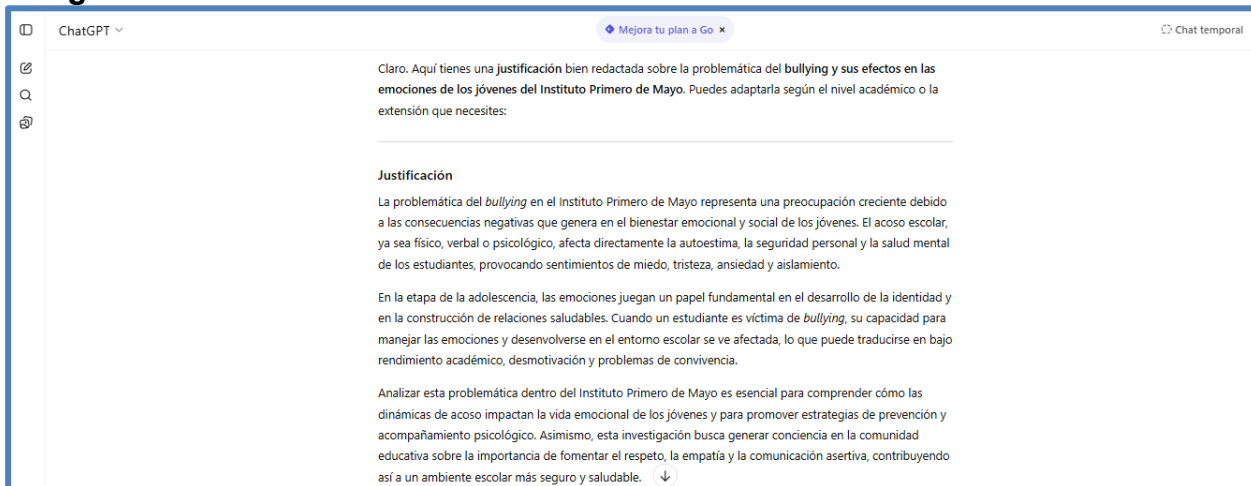 ChatGPT
Mejora tu plan a Go ×
Chat temporal
Claro. Aquí tienes una justificación bien redactada sobre la problemática del bullying y sus efectos en las
emociones de los jóvenes del Instituto Primero de Mayo. Puedes adaptarla según el nivel académico o la
extensión que necesites:
Justificación
La problemática del bullying en el Instituto Primero de Mayo representa una preocupación creciente debido
a las consecuencias negativas que genera en el bienestar emocional y social de los jóvenes. El acoso escolar,
ya sea físico, verbal o psicológico, afecta directamente la autoestima, la seguridad personal y la salud mental
de los estudiantes, provocando sentimientos de miedo, tristeza, ansiedad y aislamiento.
En la etapa de la adolescencia, las emociones juegan un papel fundamental en el desarrollo de la identidad y
en la construcción de relaciones saludables. Cuando un estudiante es víctima de bullying, su capacidad para
manejar las emociones y desenvolverse en el entorno escolar se ve afectada, lo que puede traducirse en bajo
rendimiento académico, desmotivación y problemas de convivencia.
Analizar esta problemática dentro del Instituto Primero de Mayo es esencial para comprender cómo las
dinámicas de acoso impactan la vida emocional de los jóvenes y para promover estrategias de prevención y
acompañamiento psicológico. Asimismo, esta investigación busca generar conciencia en la comunidad
educativa sobre la importancia de fomentar el respeto, la empatía y la comunicación asertiva, contribuyendo
así a un ambiente escolar más seguro y saludable.